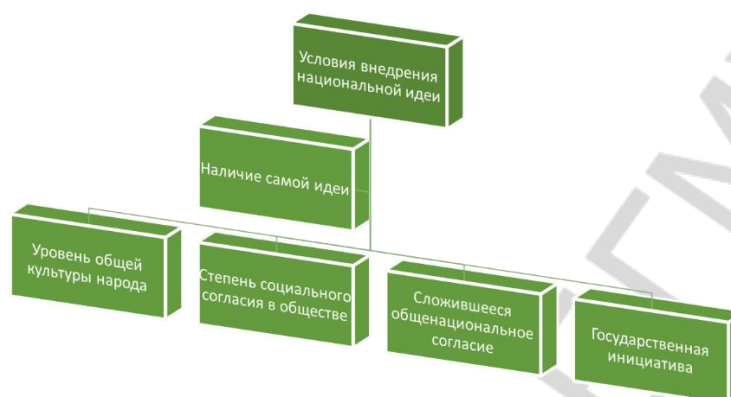 Условия внедрения
национальной идеи
Наличие самой идеи
Уровень общей
культуры народа
Степень социального
согласия в обществе
Сложившееся
общенациональное
согласие
Государственная
инициатива